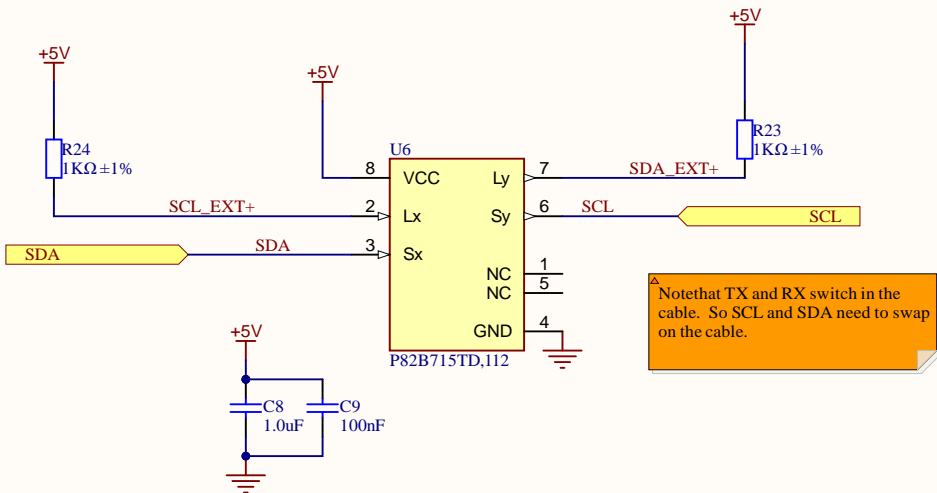 +5V
+5V
+5V
R24
1KΩ ±1%
R23
1KΩ ±1%
U6
8
VCC
Ly
7
SDA_EXT+
SCL_EXT+
2
Lx
Sy
6
SCL
SCL
SDA
SDA
3
Sx
NC
1
NC
5
GND
4
P82B715TD,112
Notethat TX and RX switch in the
cable. So SCL and SDA need to swap
on the cable.
+5V
C8
1.0uF
C9
100nF